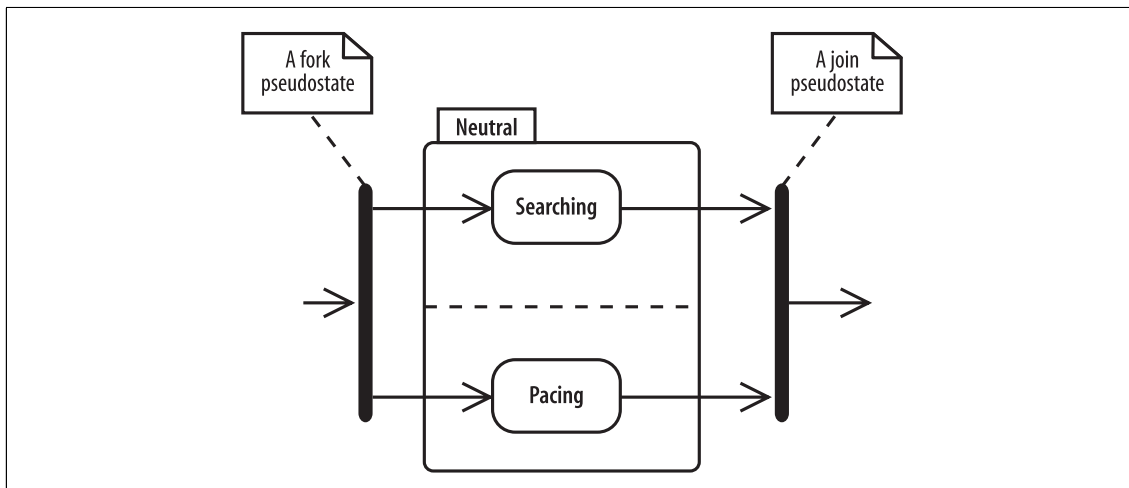 A fork
pseudostate
A join
pseudostate
Neutral
Searching
Pacing